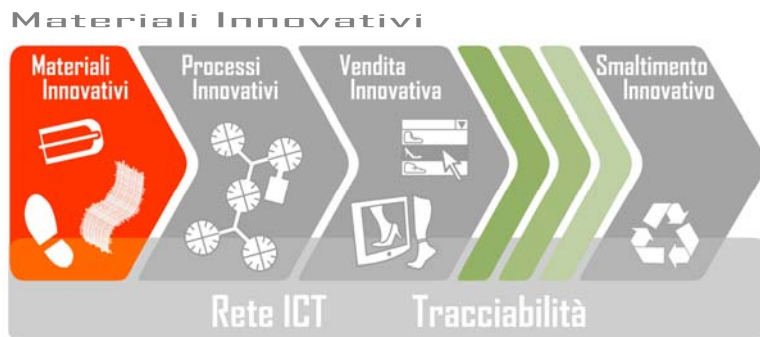 Materiali Innovativi
Materiali
Innovativi
Processi
Innovativi
Vendita
Innovativa
Smaltimento
Innovativo
Rete ICT
Tracciabilità